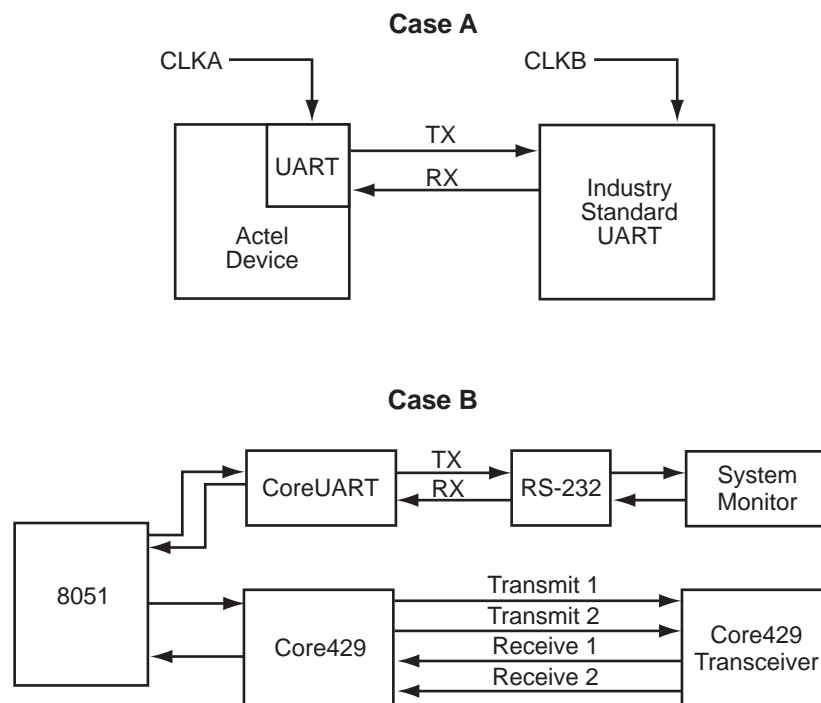 Case A
CLKA
CLKB
TX
UART
RX
Industry
Standard
UART
Actel
Device
Case B
TX
CoreUART
RX
RS-232
System
Monitor
8051
Transmit 1
Transmit 2
Core429
Receive 1
Receive 2
Core429
Transceiver